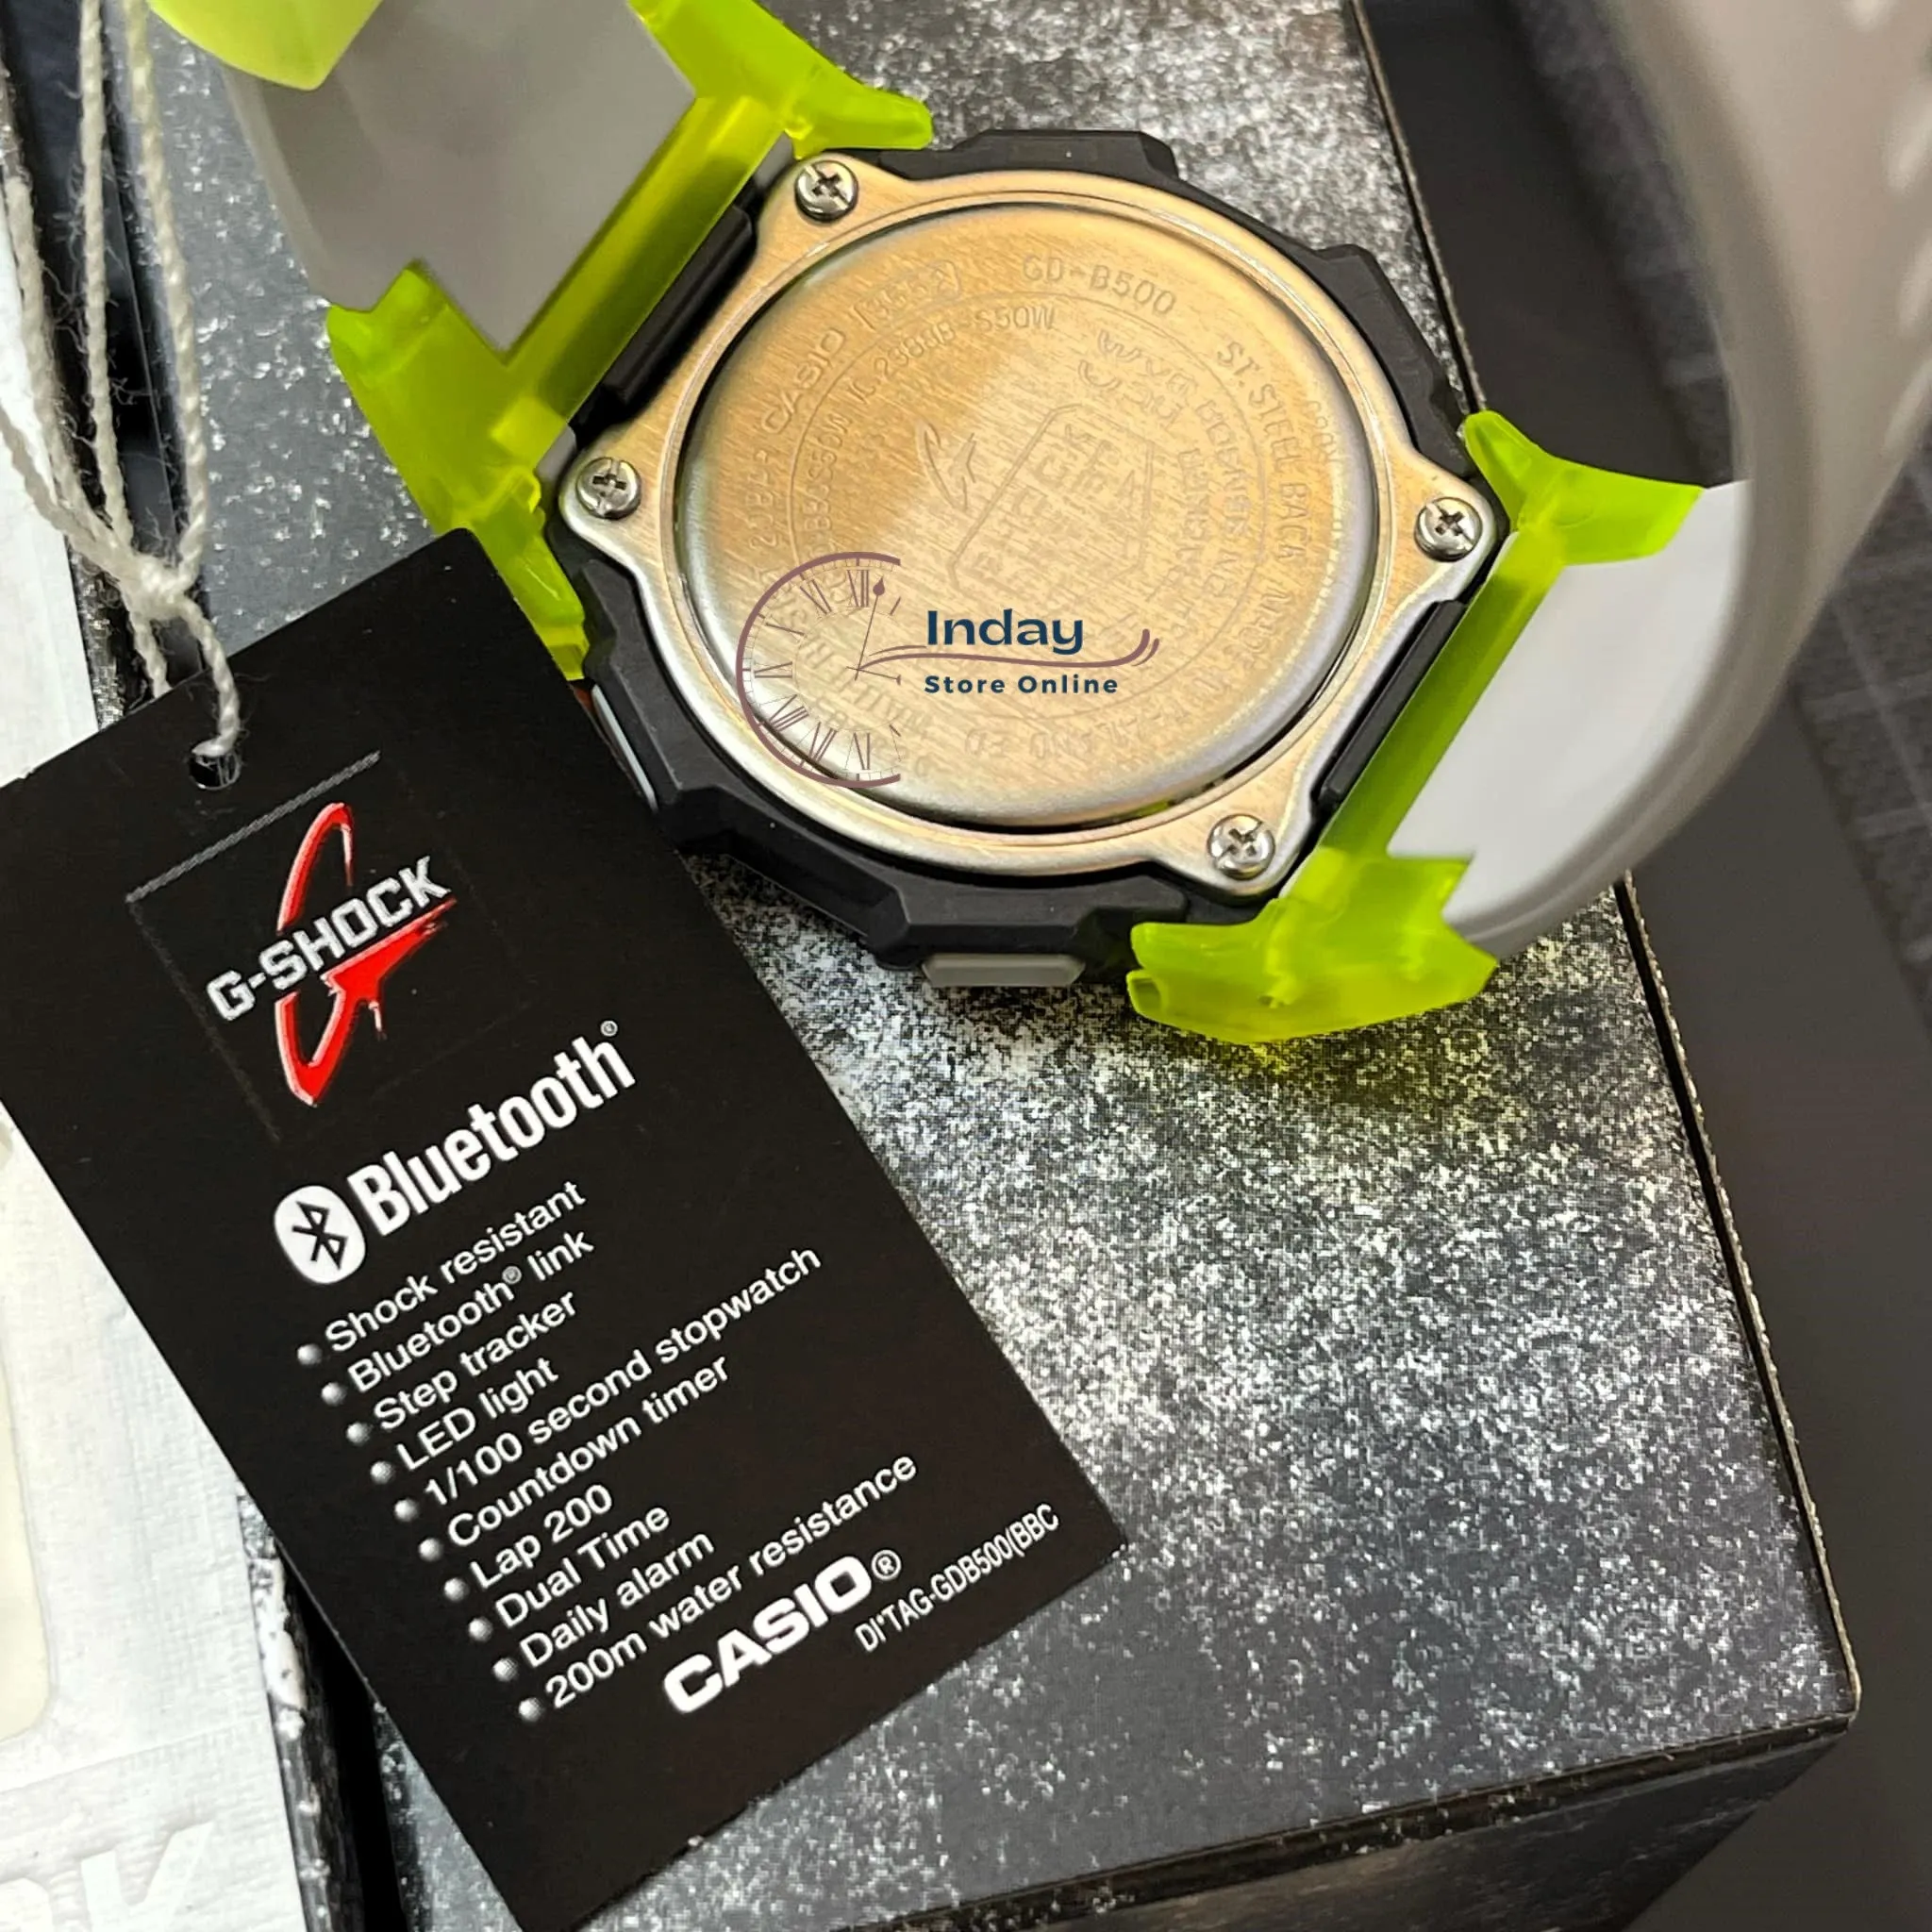 CASIO
GD-B500
ST. STEEL BACK
Inday
Store Online
G-SHOCK
Bluetooth®
Shock resistant
Bluetooth® link
Step tracker
LED light
1/100 second stopwatch
Countdown timer
Lap 200
Dual Time
Daily alarm
200m water resistance
CASIO®
DI*TAG-GDB500(BBC